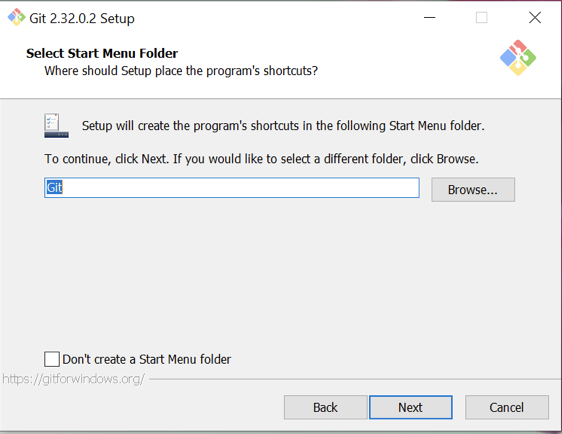 Git 2.32.0.2 Setup
Select Start Menu Folder
Where should Setup place the program's shortcuts?
Setup will create the program's shortcuts in the following Start Menu folder.
To continue, click Next. If you would like to select a different folder, click Browse.
Git
Browse...
Don't create a Start Menu folder
https://gitforwindows.org/
Back
Next
Cancel